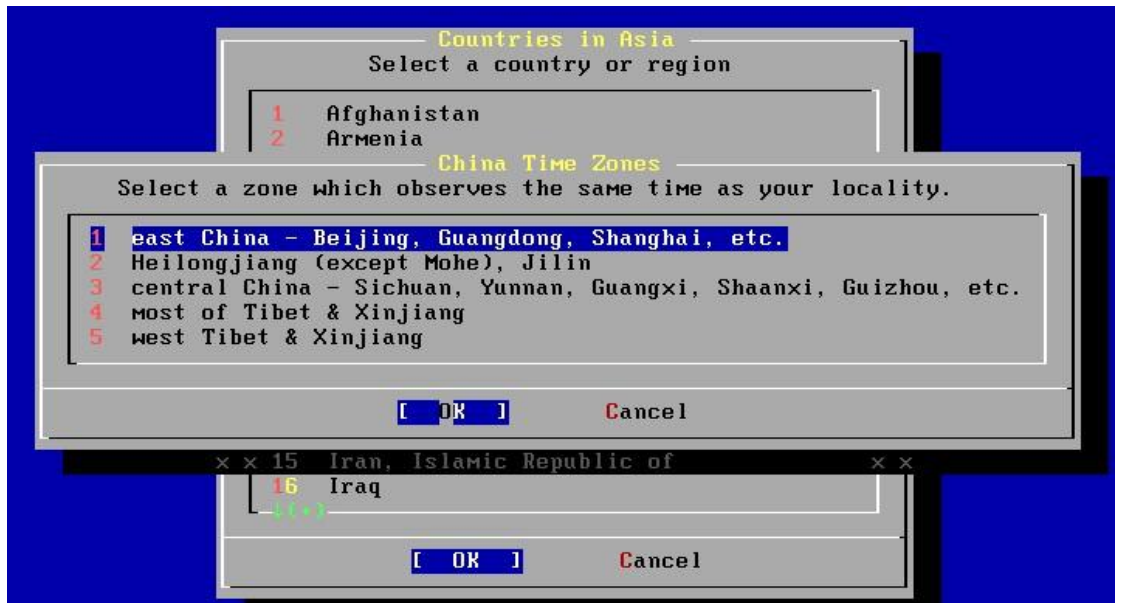 Countries in Asia
Select a country or region
1 Afghanistan
2 Armenia
China Time Zones
Select a zone which observes the same time as your locality.
1 east China - Beijing, Guangdong, Shanghai, etc.
2 Heilongjiang (except Mohe), Jilin
3 central China - Sichuan, Yunnan, Guangxi, Shaanxi, Guizhou, etc.
4 most of Tibet & Xinjiang
5 west Tibet & Xinjiang
[ OK ] Cancel
x x 15 Iran, Islamic Republic of x x
16 Iraq
↓(+)
[ OK ] Cancel